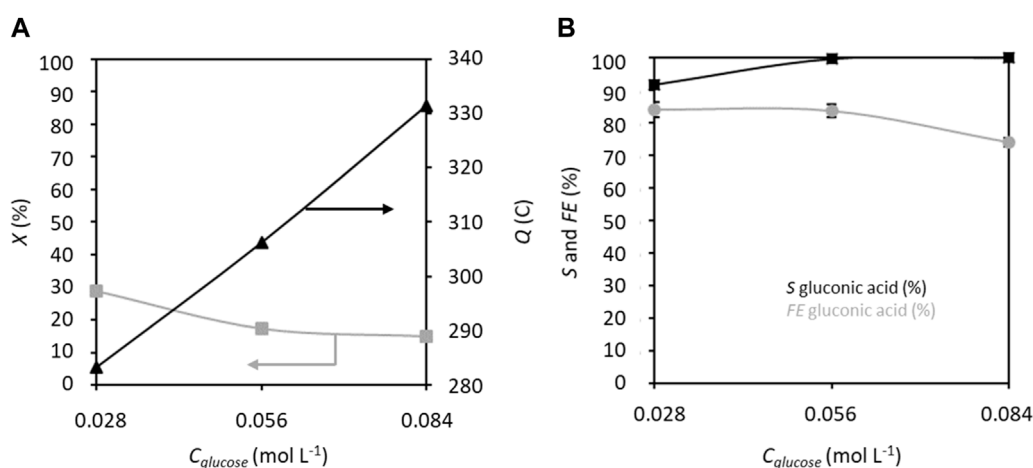 A
100
90
80
70
60
50
40
30
20
10
0
X (%)
340
330
320
310
300
290
280
Q (C)
0.028 0.056 0.084
Cglucose (mol L-1)
B
100
90
80
70
60
50
40
30
20
10
0
S and FE (%)
S gluconic acid (%)
FE gluconic acid (%)
0.028 0.056 0.084
Cglucose (mol L-1)